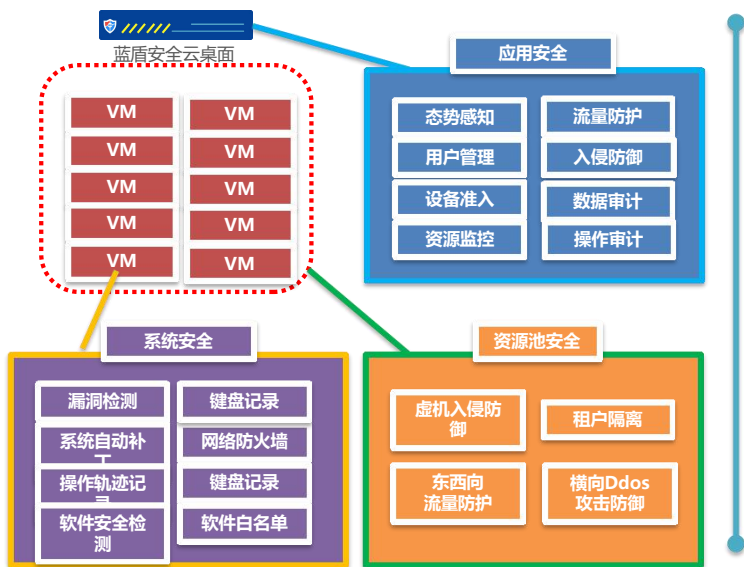 蓝盾安全云桌面
VM
VM
VM
VM
VM
VM
VM
VM
VM
VM
应用安全
态势感知
流量防护
用户管理
入侵防御
设备准入
数据审计
资源监控
操作审计
系统安全
漏洞检测
键盘记录
系统自动补
丁
网络防火墙
操作轨迹记
录
键盘记录
软件安全检
测
软件白名单
资源池安全
虚机入侵防
御
租户隔离
东西向
流量防护
横向Ddos
攻击防御